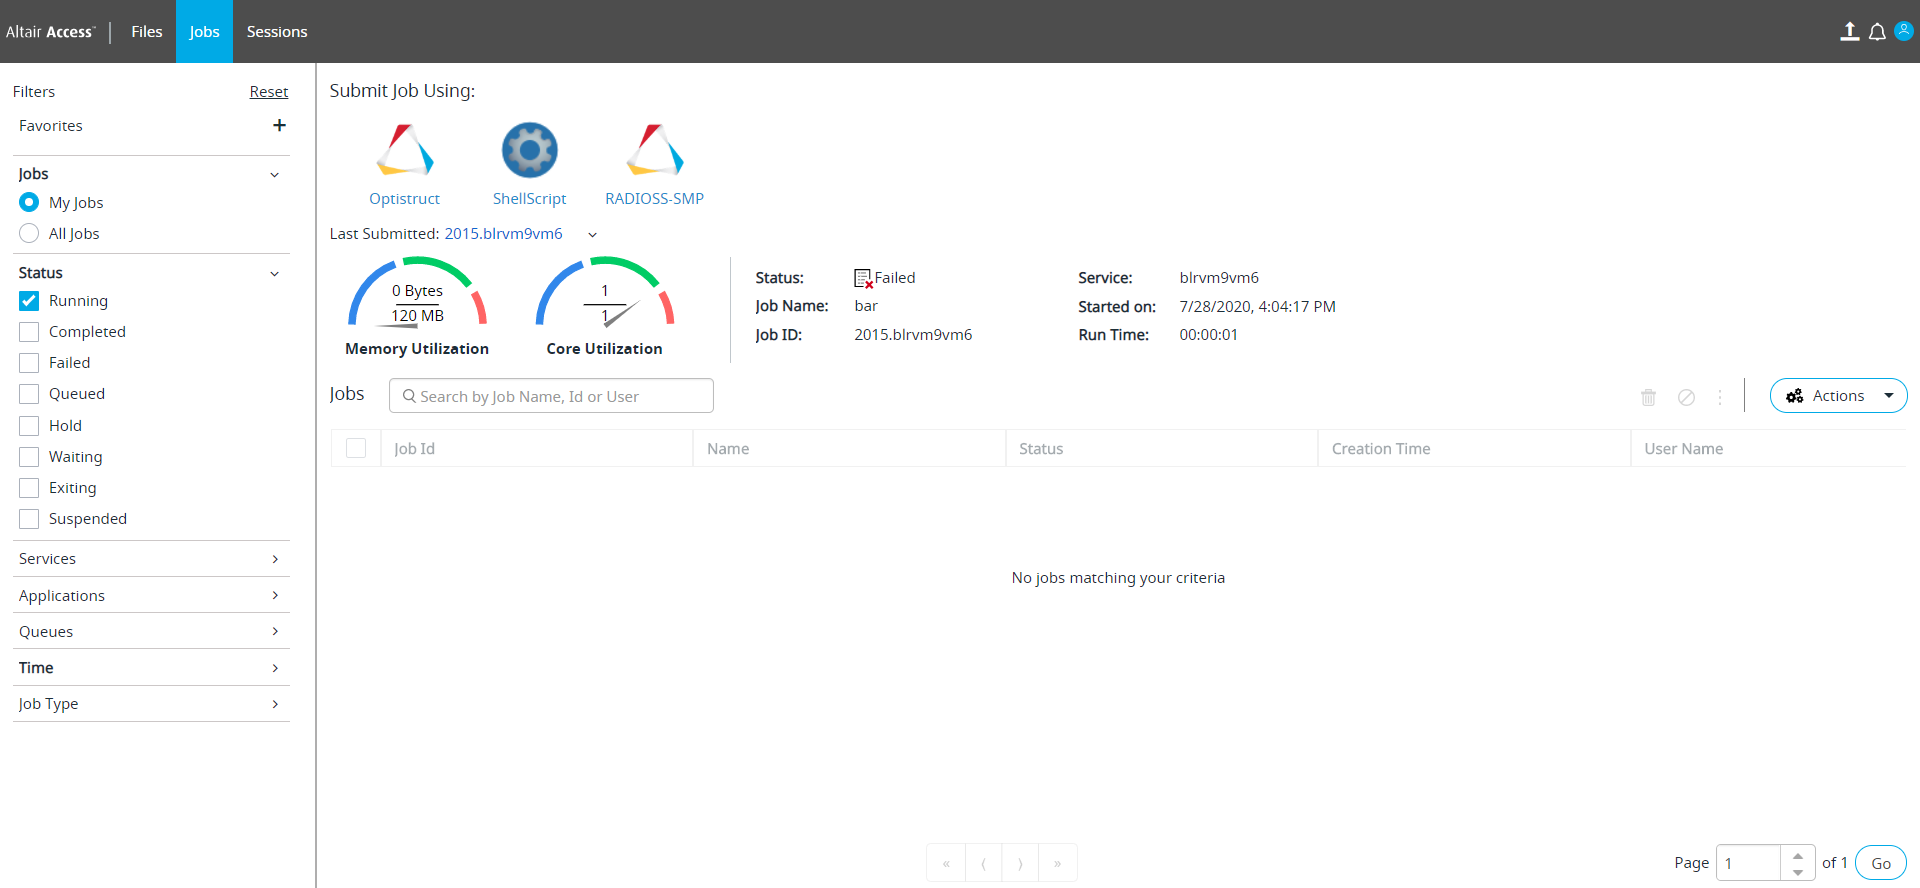 Altair Access™
Files
Jobs
Sessions
Filters
Reset
Favorites
Jobs
My Jobs
All Jobs
Status
Running
Completed
Failed
Queued
Hold
Waiting
Exiting
Suspended
Services
Applications
Queues
Time
Job Type
Submit Job Using:
Optistruct
ShellScript
RADIOSS-SMP
Last Submitted: 2015.blrvm9vm6
0 Bytes
120 MB
Memory Utilization
1
1
Core Utilization
Status: Failed
Job Name: bar
Job ID: 2015.blrvm9vm6
Service: blrvm9vm6
Started on: 7/28/2020, 4:04:17 PM
Run Time: 00:00:01
Jobs
Search by Job Name, Id or User
Actions
Job Id
Name
Status
Creation Time
User Name
No jobs matching your criteria
« ⟨ ⟩ »
Page 1 of 1 Go